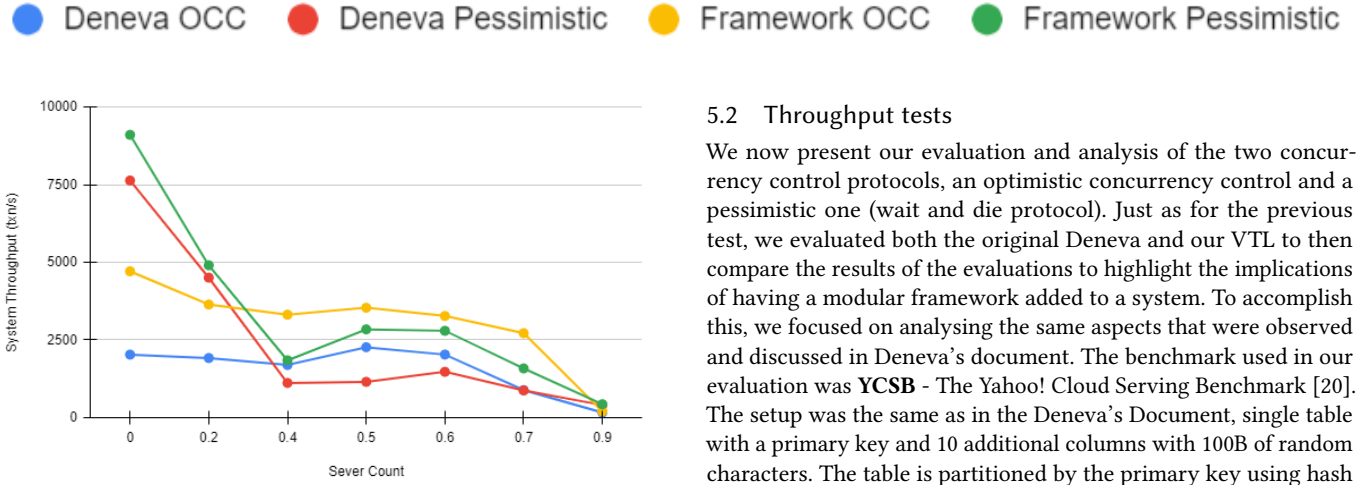 Deneva OCC Deneva Pessimistic Framework OCC Framework Pessimistic
10000
7500
5000
2500
0
System Throughput (txn/s)
0 0.2 0.4 0.5 0.6 0.7 0.9
Sever Count
5.2 Throughput tests
We now present our evaluation and analysis of the two concur-
rency control protocols, an optimistic concurrency control and a
pessimistic one (wait and die protocol). Just as for the previous
test, we evaluated both the original Deneva and our VTL to then
compare the results of the evaluations to highlight the implications
of having a modular framework added to a system. To accomplish
this, we focused on analysing the same aspects that were observed
and discussed in Deneva's document. The benchmark used in our
evaluation was YCSB - The Yahoo! Cloud Serving Benchmark [20].
The setup was the same as in the Deneva's Document, single table
with a primary key and 10 additional columns with 100B of random
characters. The table is partitioned by the primary key using hash